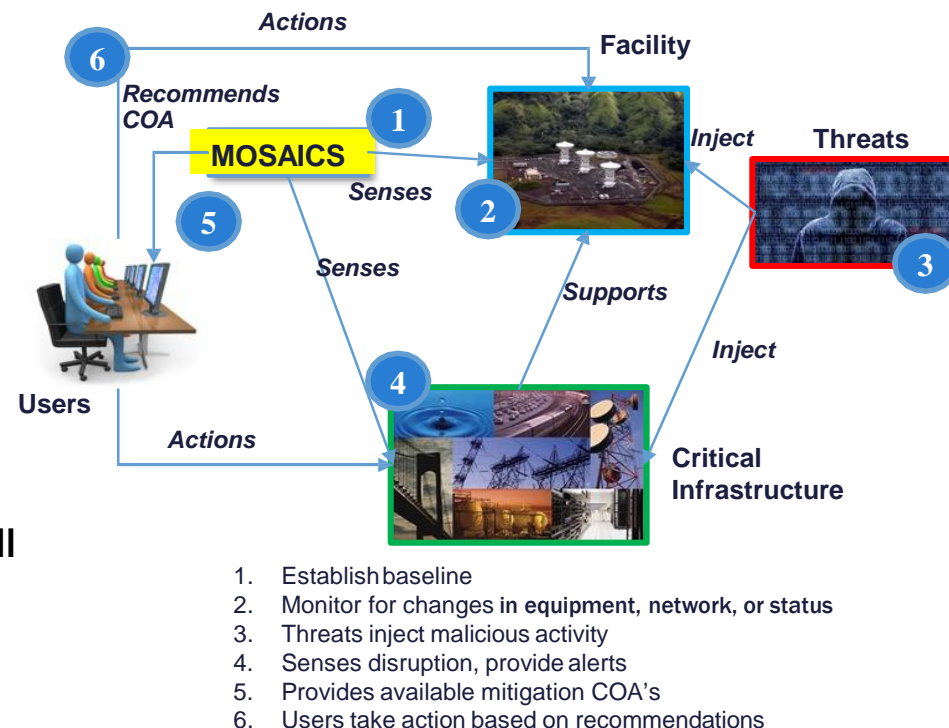 Actions
6
Facility
Recommends
COA
1
Inject
Threats
MOSAICS
Senses
2
5
3
Senses
Supports
Inject
4
Users
Actions
Critical
Infrastructure
ll
1. Establish baseline
2. Monitor for changes in equipment, network, or status
3. Threats inject malicious activity
4. Senses disruption, provide alerts
5. Provides available mitigation COA's
6. Users take action based on recommendations